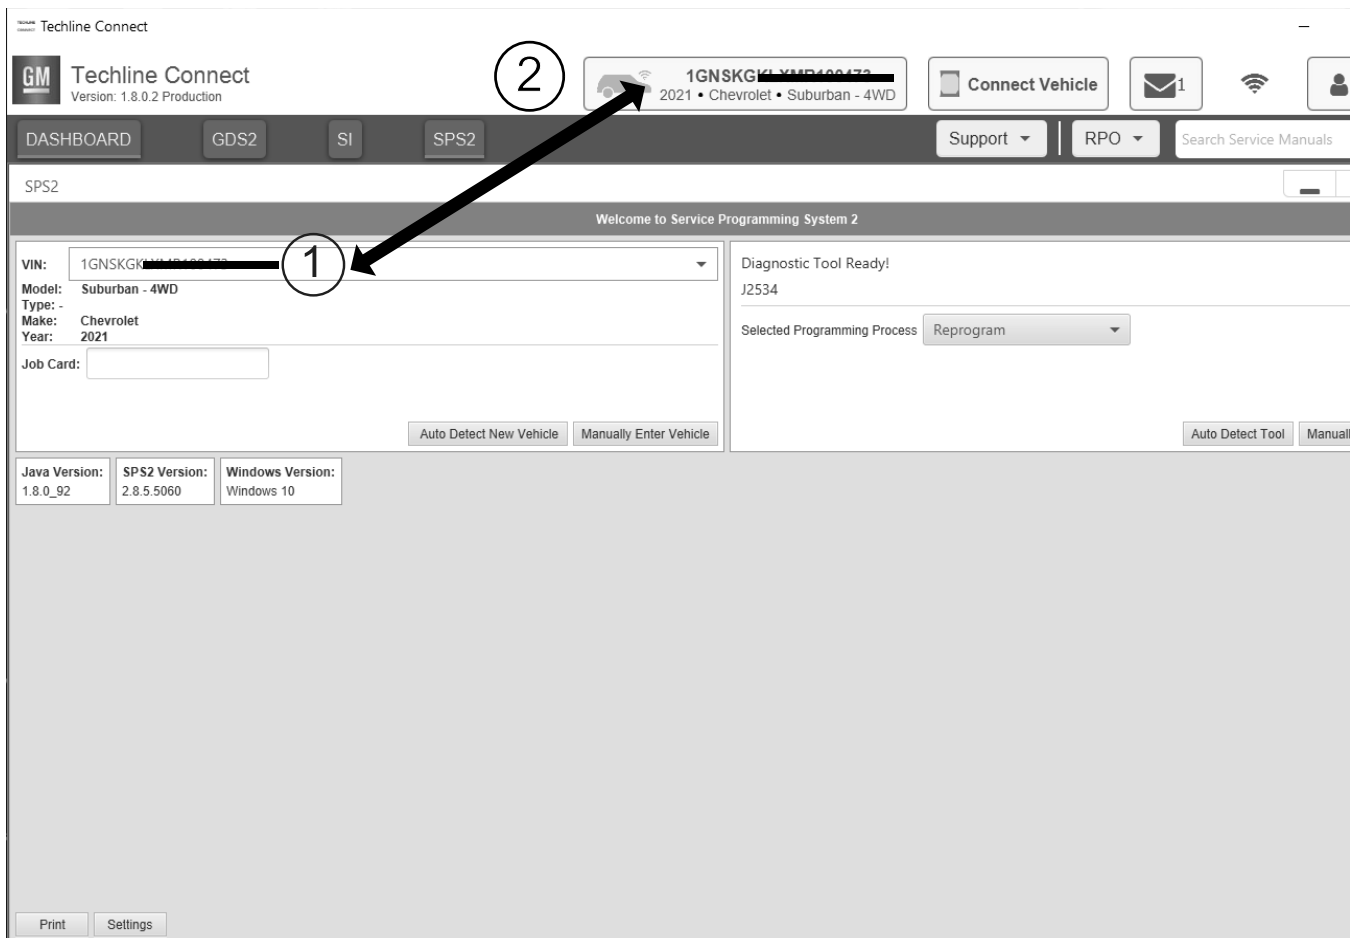 Techline Connect
GM
Techline Connect
Version: 1.8.0.2 Production
2
1GNSKGK
2021 • Chevrolet • Suburban - 4WD
Connect Vehicle
1
DASHBOARD
GDS2
SI
SPS2
Support
RPO
Search Service Manuals
SPS2
Welcome to Service Programming System 2
VIN:
1GNSKGK
1
Model: Suburban - 4WD
Type: -
Make: Chevrolet
Year: 2021
Job Card:
Auto Detect New Vehicle
Manually Enter Vehicle
Diagnostic Tool Ready!
J2534
Selected Programming Process
Reprogram
Auto Detect Tool
Manuall
Java Version:
1.8.0_92
SPS2 Version:
2.8.5.5060
Windows Version:
Windows 10
Print
Settings